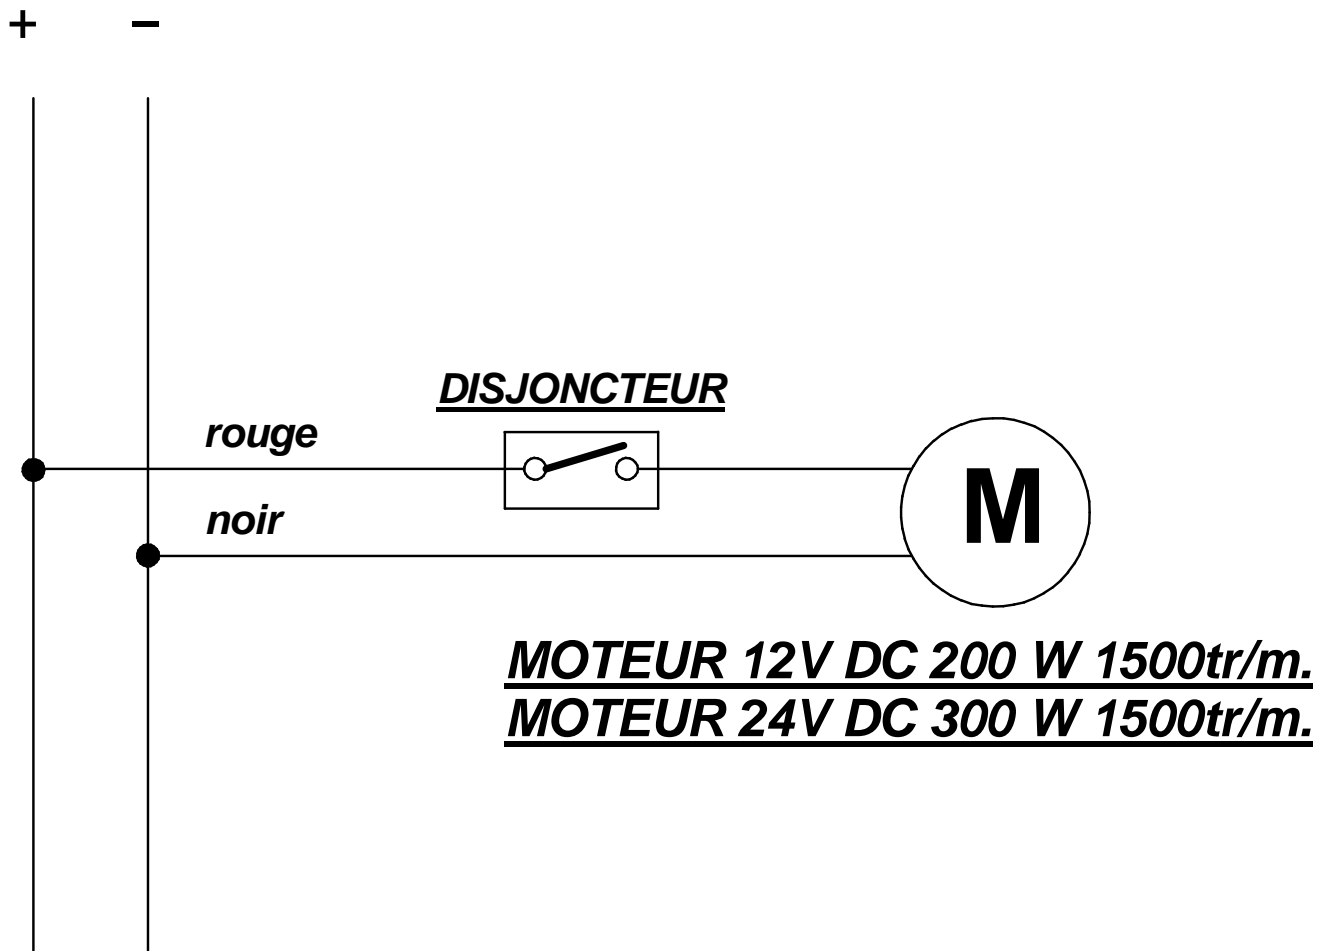 + −
DISJONCTEUR
rouge
noir
M
MOTEUR 12V DC 200 W 1500tr/m.
MOTEUR 24V DC 300 W 1500tr/m.